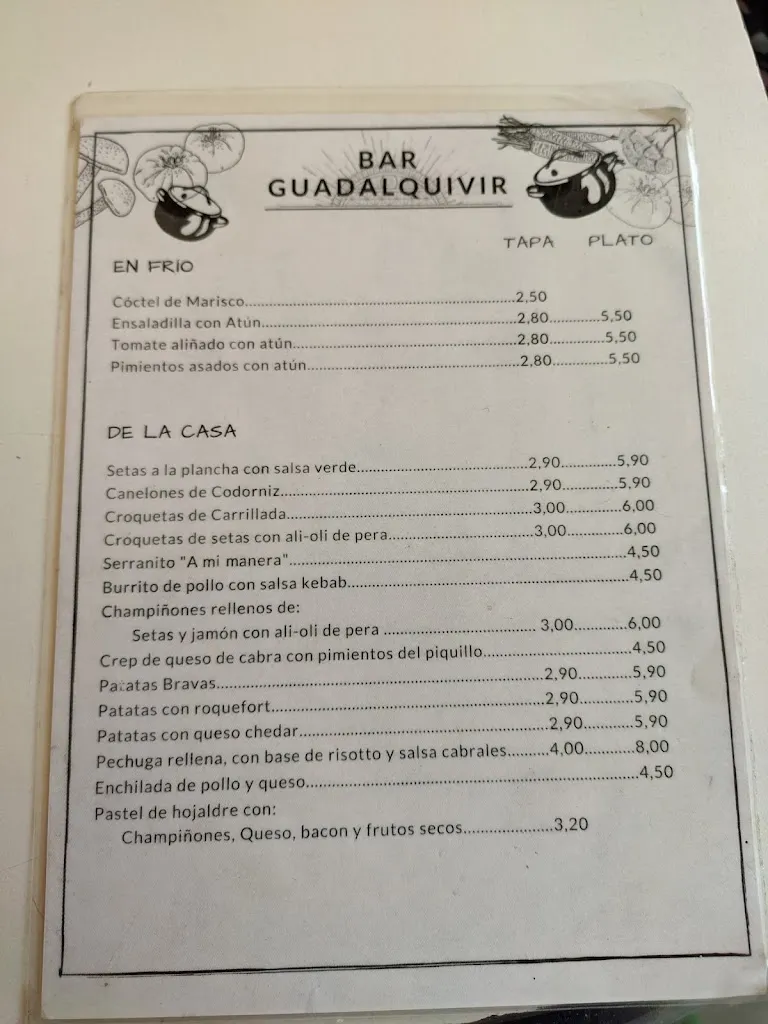 BAR
GUADALQUIVIR
TAPA PLATO
EN FRIO
Cóctel de Marisco..........2,50
Ensaladilla con Atún..........2,80..........5,50
Tomate aliñado con atún..........2,80..........5,50
Pimientos asados con atún..........2,80..........5,50
DE LA CASA
Setas a la plancha con salsa verde..........2,90..........5,90
Canelones de Codorniz..........2,90..........5,90
Croquetas de Carrillada..........3,00..........6,00
Croquetas de setas con ali-oli de pera..........3,00..........6,00
Serranito "A mi manera"..........4,50
Burrito de pollo con salsa kebab..........4,50
Champiñones rellenos de:
Setas y jamón con ali-oli de pera ..........3,00..........6,00
Crep de queso de cabra con pimientos del piquillo..........4,50
Patatas Bravas..........2,90..........5,90
Patatas con roquefort..........2,90..........5,90
Patatas con queso chedar..........2,90..........5,90
Pechuga rellena, con base de risotto y salsa cabrales..........4,00..........8,00
Enchilada de pollo y queso..........4,50
Pastel de hojaldre con:
Champiñones, Queso, bacon y frutos secos..........3,20